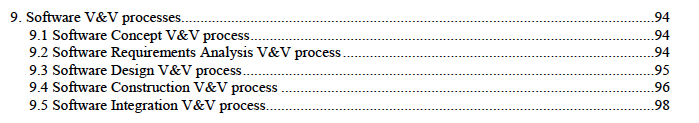 9. Software V&V processes....................................................................................................................................94
9.1 Software Concept V&V process.........................................................................................................94
9.2 Software Requirements Analysis V&V process................................................................................94
9.3 Software Design V&V process...........................................................................................................95
9.4 Software Construction V&V process .................................................................................................96
9.5 Software Integration V&V process.....................................................................................................98